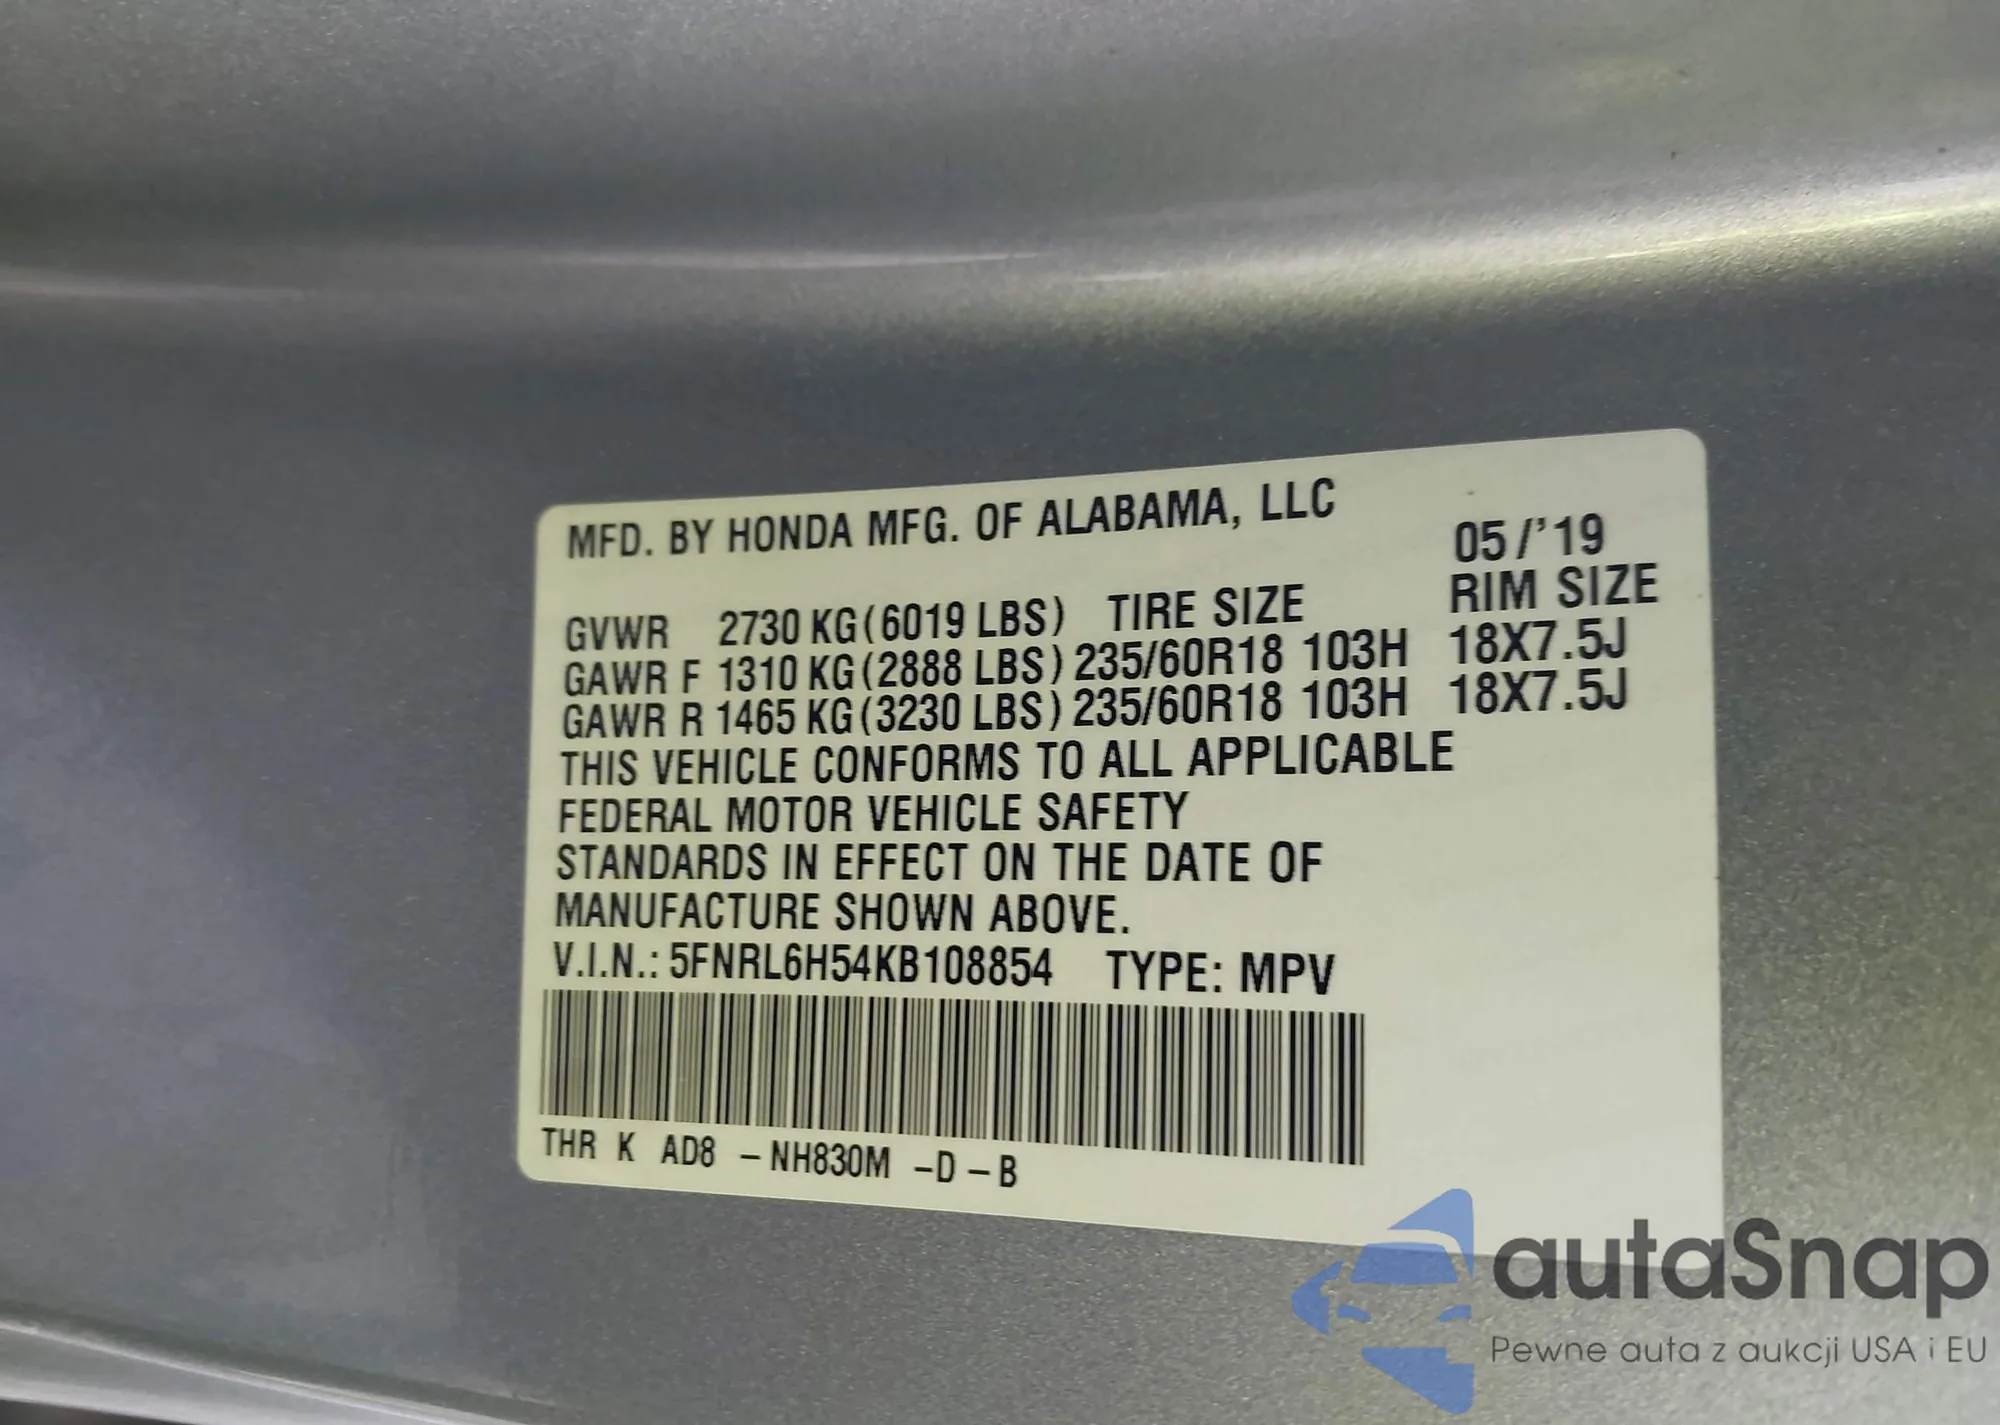 MFD. BY HONDA MFG. OF ALABAMA, LLC
05/'19
GVWR 2730 KG (6019 LBS) TIRE SIZE RIM SIZE
GAWR F 1310 KG (2888 LBS) 235/60R18 103H 18X7.5J
GAWR R 1465 KG (3230 LBS) 235/60R18 103H 18X7.5J
THIS VEHICLE CONFORMS TO ALL APPLICABLE
FEDERAL MOTOR VEHICLE SAFETY
STANDARDS IN EFFECT ON THE DATE OF
MANUFACTURE SHOWN ABOVE.
V.I.N.: 5FNRL6H54KB108854 TYPE: MPV
THR K AD8 - NH830M - D - B
autaSnap
Pewne auta z aukcji USA i EU